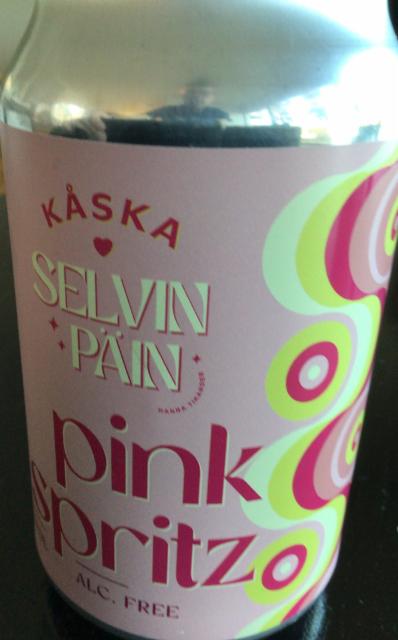 KÅSKA
SELVIN
PÄIN
pink
spritz
ALC. FREE